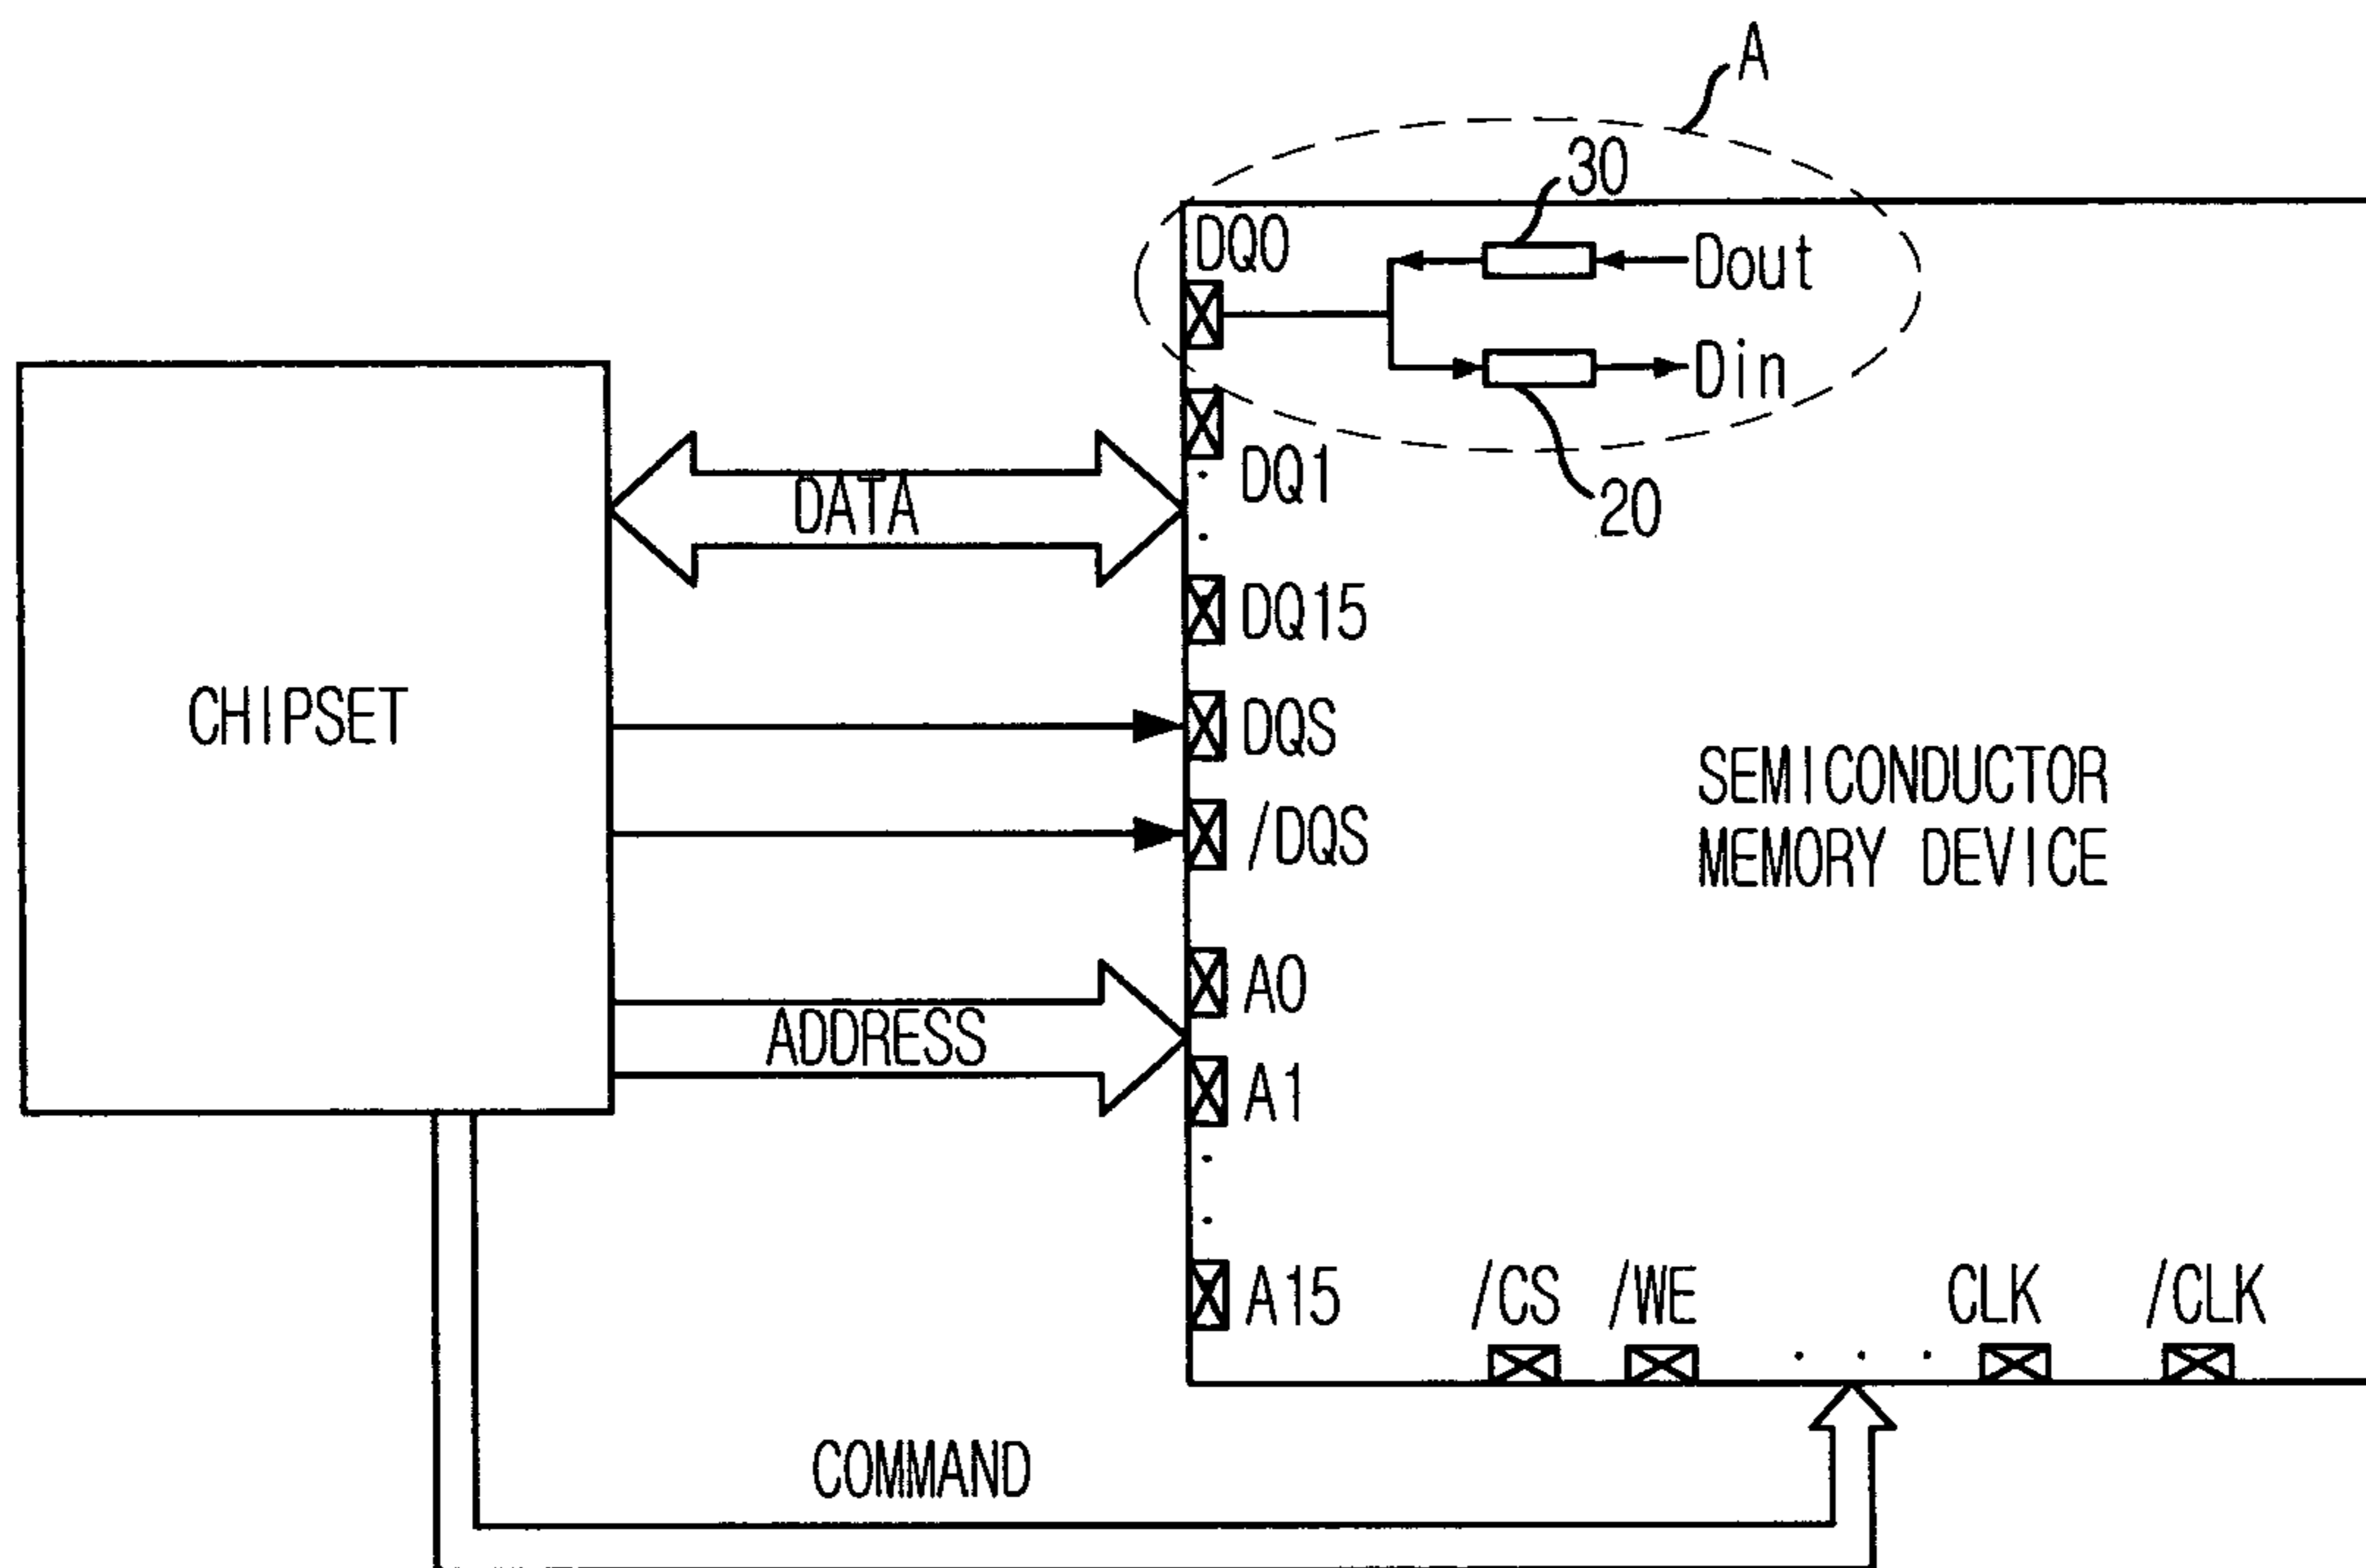 A
30
DQ0
Dout
Din
DQ1
20
DATA
DQ15
CHIPSET
DQS
SEMICONDUCTOR
MEMORY DEVICE
/DQS
A0
ADDRESS
A1
A15
/CS
/WE
CLK
/CLK
COMMAND